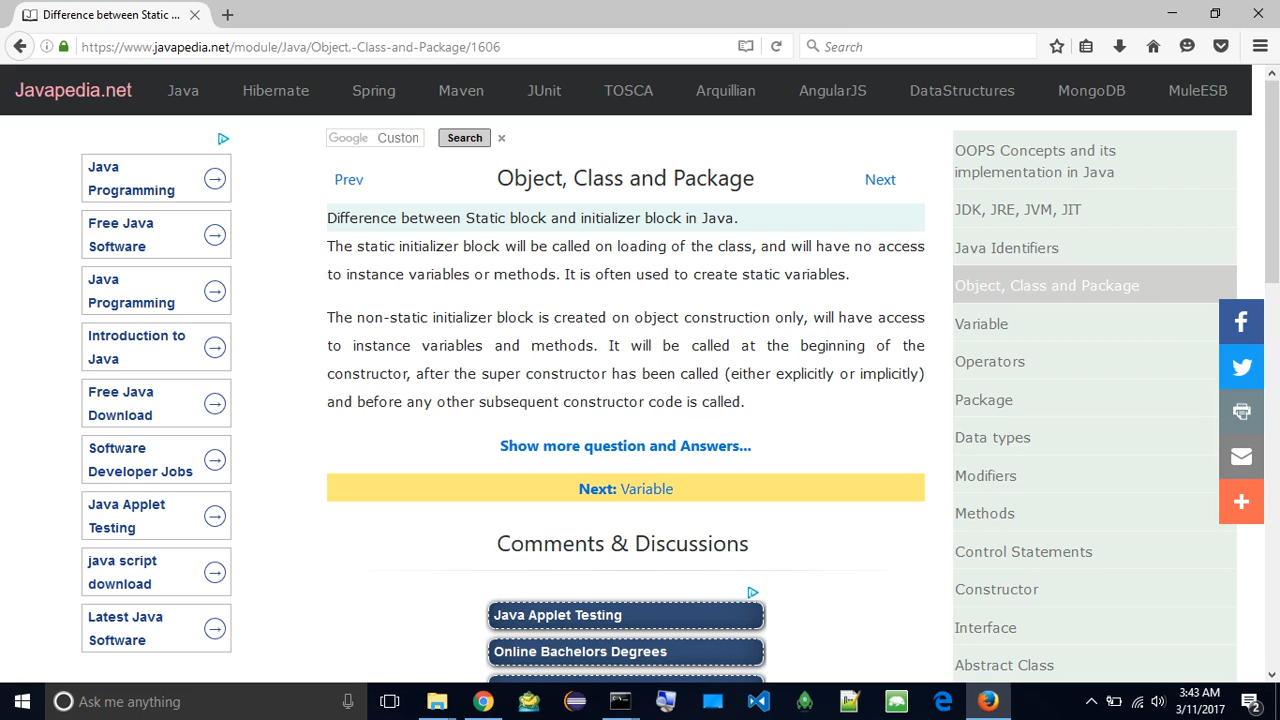 Difference between Static ...
https://www.javapedia.net/module/Java/Object,-Class-and-Package/1606
Search
Javapedia.net Java Hibernate Spring Maven JUnit TOSCA Arquillian AngularJS DataStructures MongoDB MuleESB
Java
Programming
Free Java
Software
Java
Programming
Introduction to
Java
Free Java
Download
Software
Developer Jobs
Java Applet
Testing
java script
download
Latest Java
Software
Google Custom Search ×
Prev Object, Class and Package Next
Difference between Static block and initializer block in Java.
The static initializer block will be called on loading of the class, and will have no access
to instance variables or methods. It is often used to create static variables.
The non-static initializer block is created on object construction only, will have access
to instance variables and methods. It will be called at the beginning of the
constructor, after the super constructor has been called (either explicitly or implicitly)
and before any other subsequent constructor code is called.
Show more question and Answers...
Next: Variable
Comments & Discussions
Java Applet Testing
Online Bachelors Degrees
OOPS Concepts and its
implementation in Java
JDK, JRE, JVM, JIT
Java Identifiers
Object, Class and Package
Variable
Operators
Package
Data types
Modifiers
Methods
Control Statements
Constructor
Interface
Abstract Class
Ask me anything
3:43 AM
3/11/2017
2